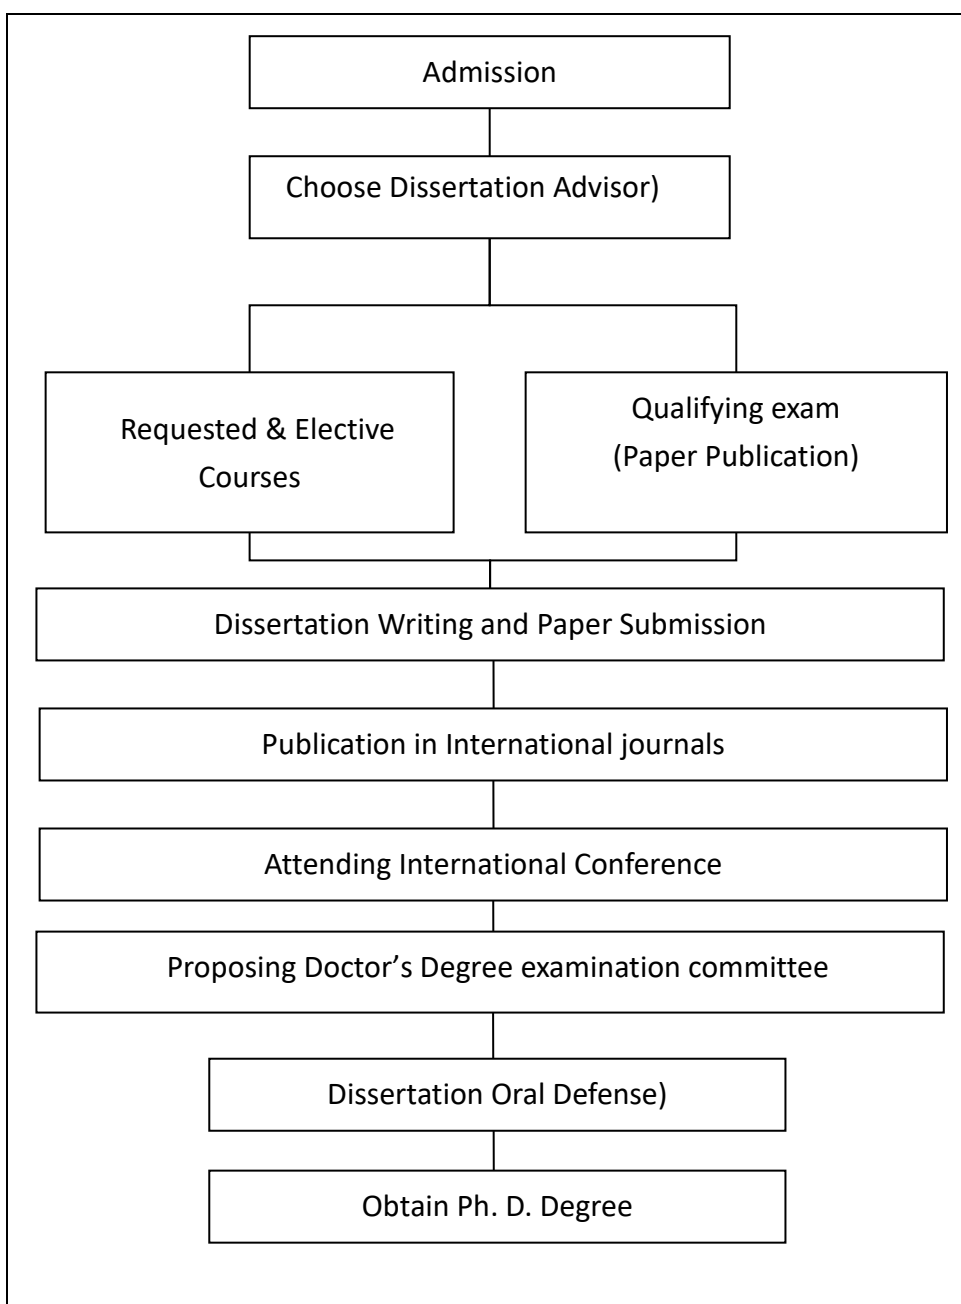 Admission
Choose Dissertation Advisor)
Requested & Elective
Courses
Qualifying exam
(Paper Publication)
Dissertation Writing and Paper Submission
Publication in International journals
Attending International Conference
Proposing Doctor’s Degree examination committee
Dissertation Oral Defense)
Obtain Ph. D. Degree